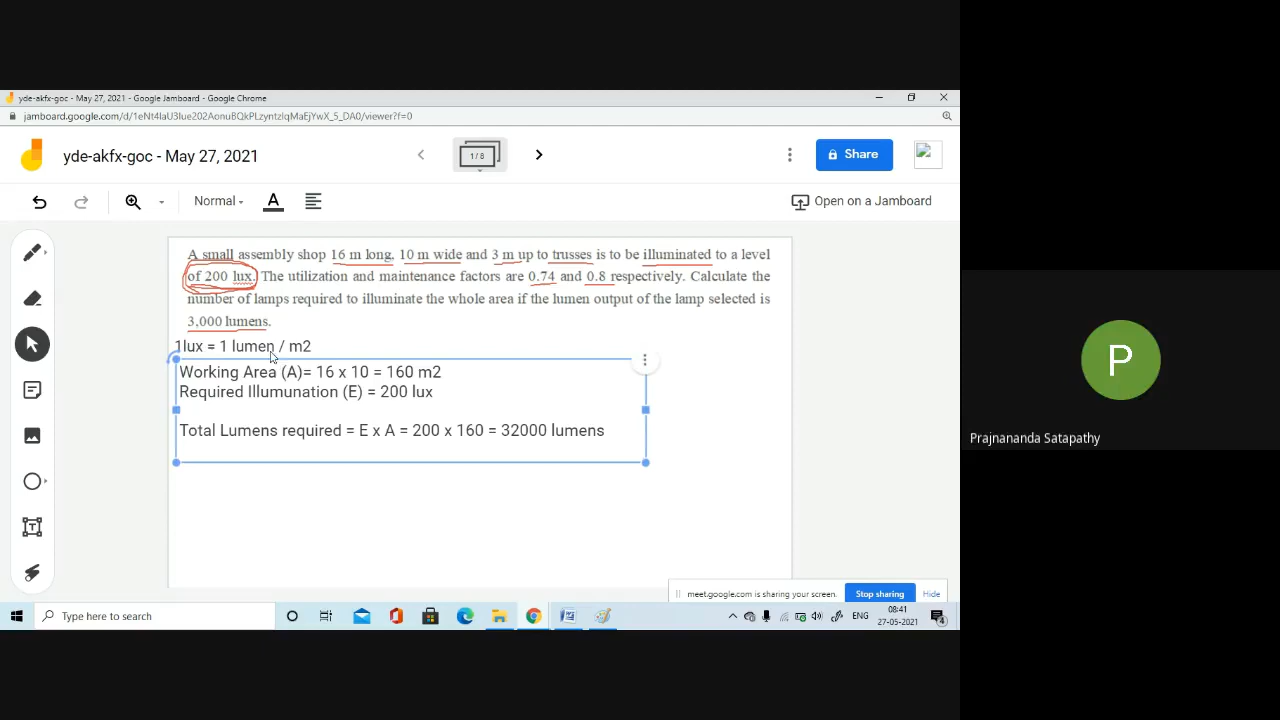 yde-akfx-goc - May 27, 2021 - Google Jamboard - Google Chrome
jamboard.google.com/d/1eNt4laU3lue202AonuBQkPLzyntzlqMaEjYwX_5_DA0/viewer?f=0
yde-akfx-goc - May 27, 2021
1/8
Share
Normal
A
Open on a Jamboard
A small assembly shop 16 m long, 10 m wide and 3 m up to trusses is to be illuminated to a level
of 200 lux. The utilization and maintenance factors are 0.74 and 0.8 respectively. Calculate the
number of lamps required to illuminate the whole area if the lumen output of the lamp selected is
3,000 lumens.
1lux = 1 lumen / m2
Working Area (A)= 16 x 10 = 160 m2
Required Illumunation (E) = 200 lux
Total Lumens required = E x A = 200 x 160 = 32000 lumens
P
Prajnananda Satapathy
meet.google.com is sharing your screen.
Stop sharing
Hide
Type here to search
ENG
08:41
27-05-2021
4